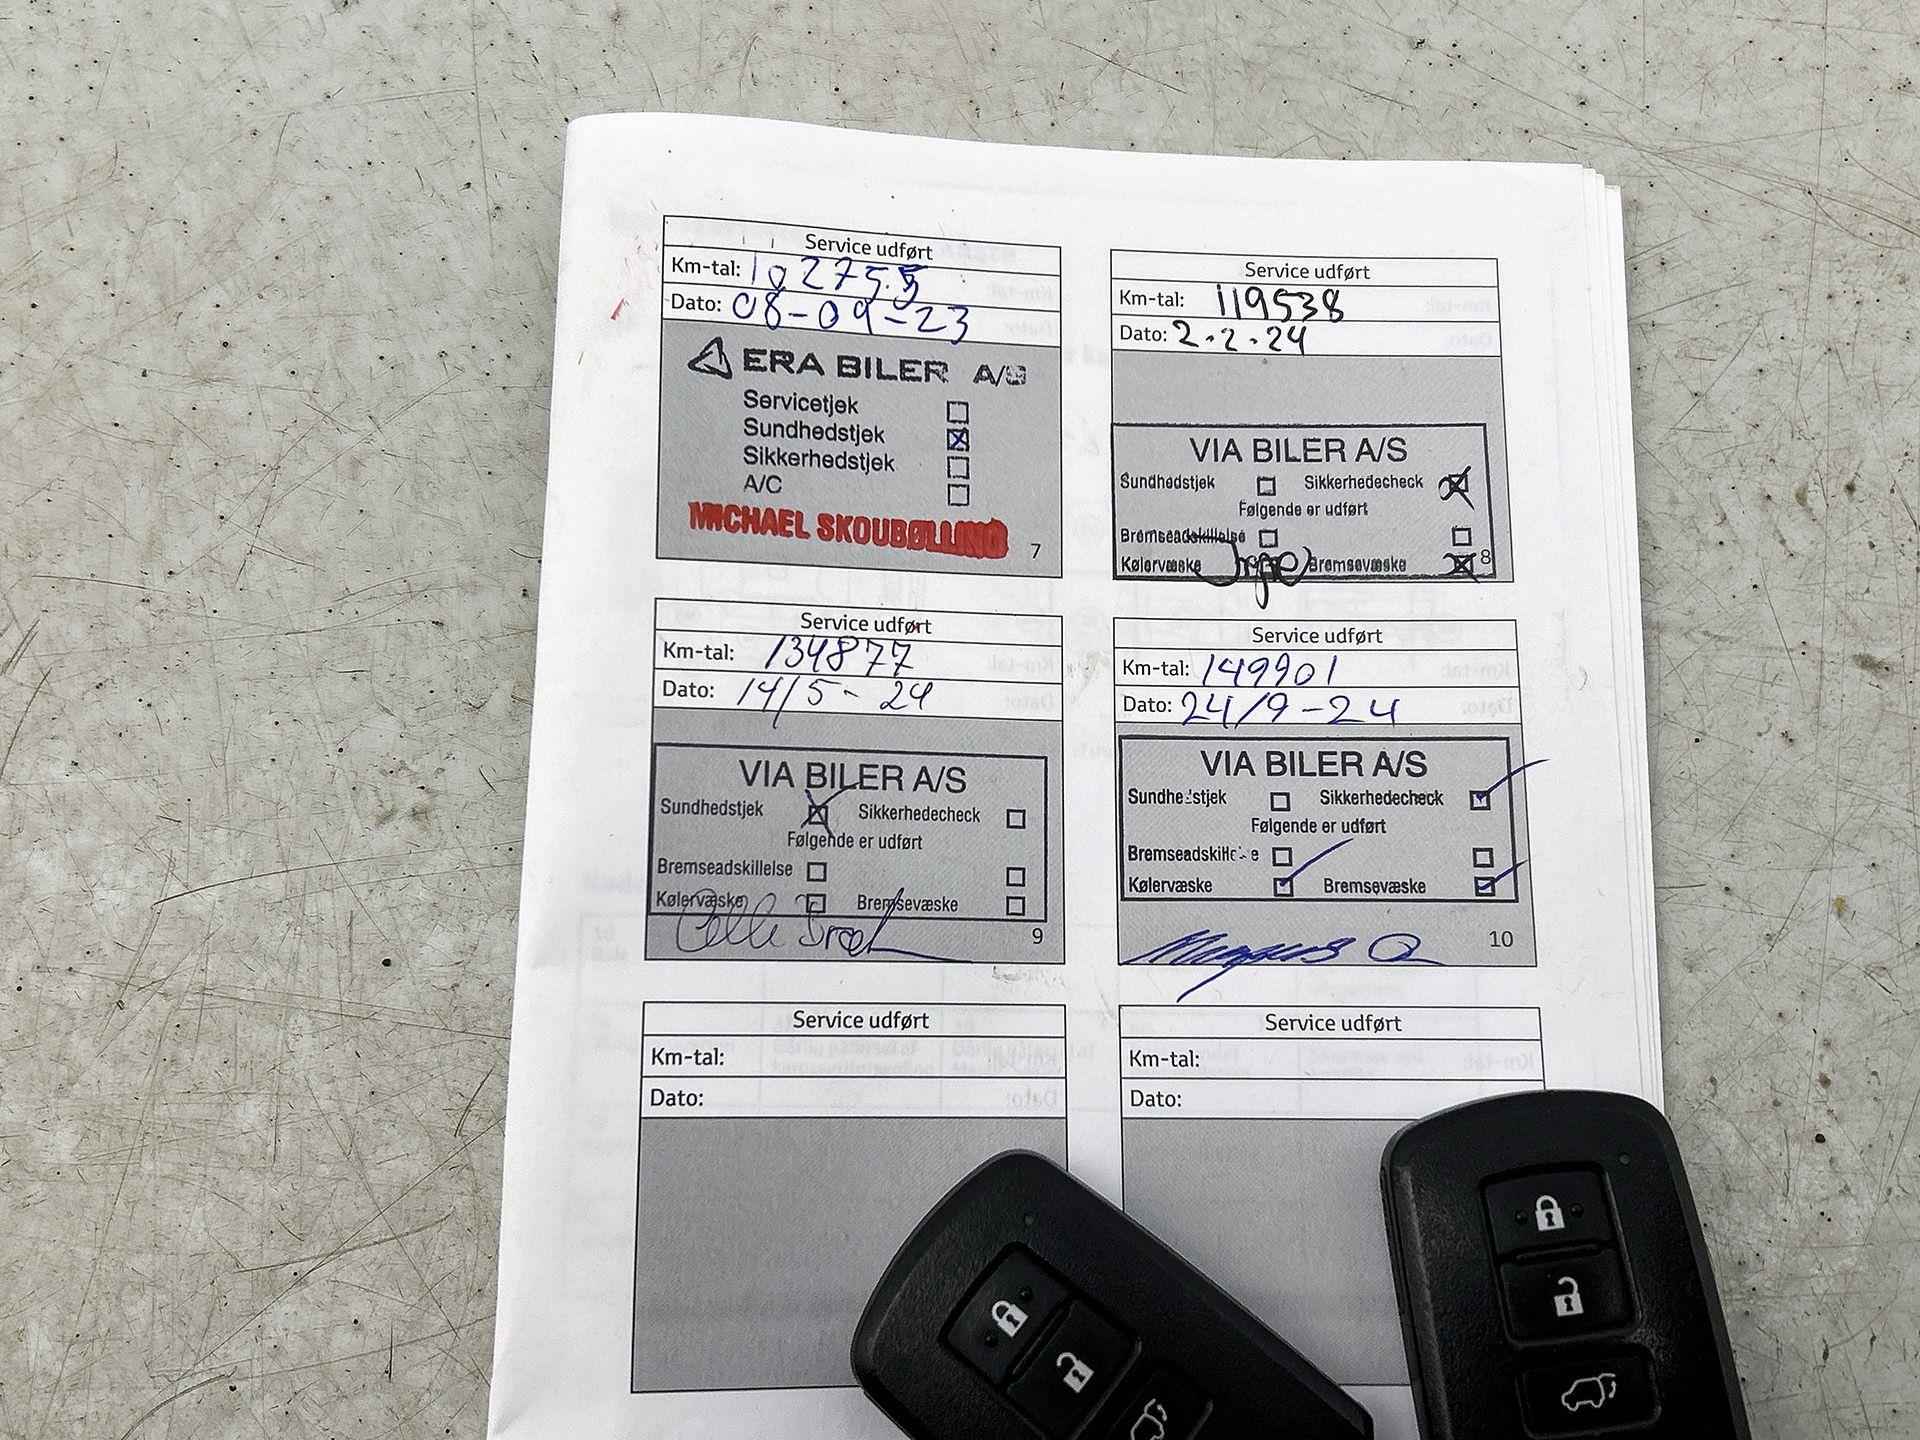 Service udført
Km-tal: 102755
Dato: 08-09-23
ERA BILER A/S
Servicetjek
Sundhedstjek
Sikkerhedstjek
A/C
MICHAEL SKOUBØLLING
7
Service udført
Km-tal: 119538
Dato: 2.2.24
VIA BILER A/S
Sundhedstjek Sikkerhedecheck
Følgende er udført
Bremseadskillelse
Kølervæske Bremsevæske
8
Service udført
Km-tal: 134877
Dato: 14/5-24
VIA BILER A/S
Sundhedstjek Sikkerhedecheck
Følgende er udført
Bremseadskillelse
Kølervæske Bremsevæske
9
Service udført
Km-tal: 149901
Dato: 24/9-24
VIA BILER A/S
Sundhedstjek Sikkerhedecheck
Følgende er udført
Bremseadskillelse
Kølervæske Bremsevæske
10
Service udført
Km-tal:
Dato:
Service udført
Km-tal:
Dato: